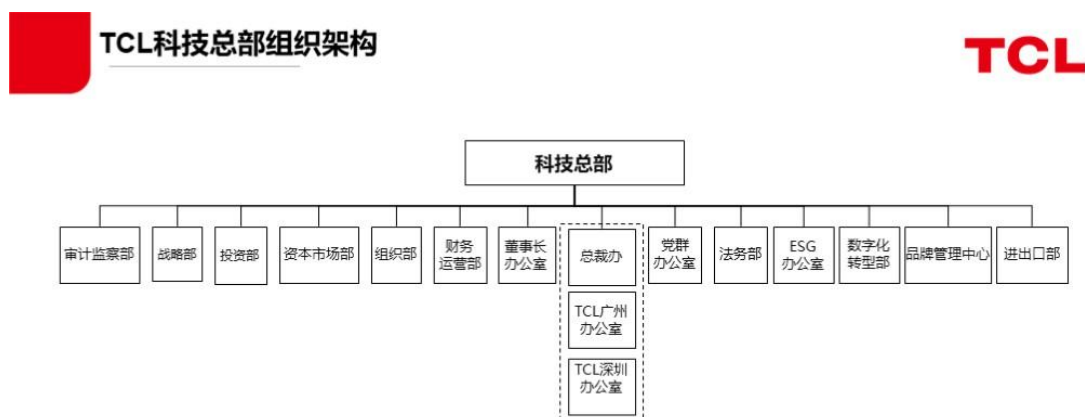 TCL科技总部组织架构
TCL
科技总部
审计监察部
战略部
投资部
资本市场部
组织部
财务
运营部
董事长
办公室
总裁办
党群
办公室
法务部
ESG
办公室
数字化
转型部
品牌管理中心
进出口部
TCL广州
办公室
TCL深圳
办公室